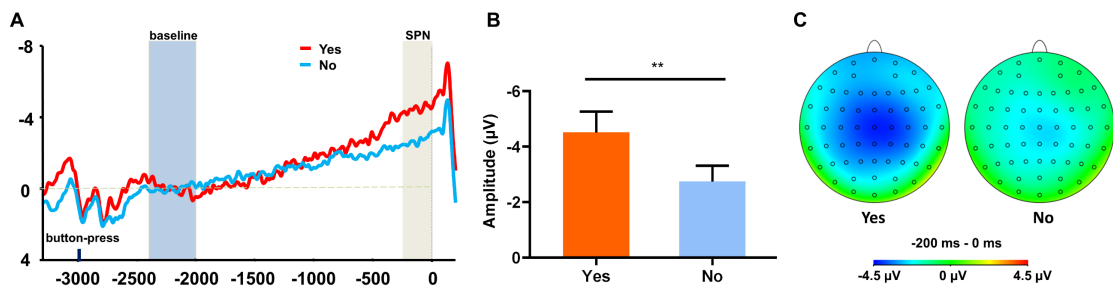 A
baseline
SPN
Yes
No
-8
-4
0
4
button-press
-3000 -2500 -2000 -1500 -1000 -500 0
B
**
Amplitude (µV)
-6
-4
-2
0
Yes No
C
Yes No
-200 ms - 0 ms
-4.5 µV 0 µV 4.5 µV